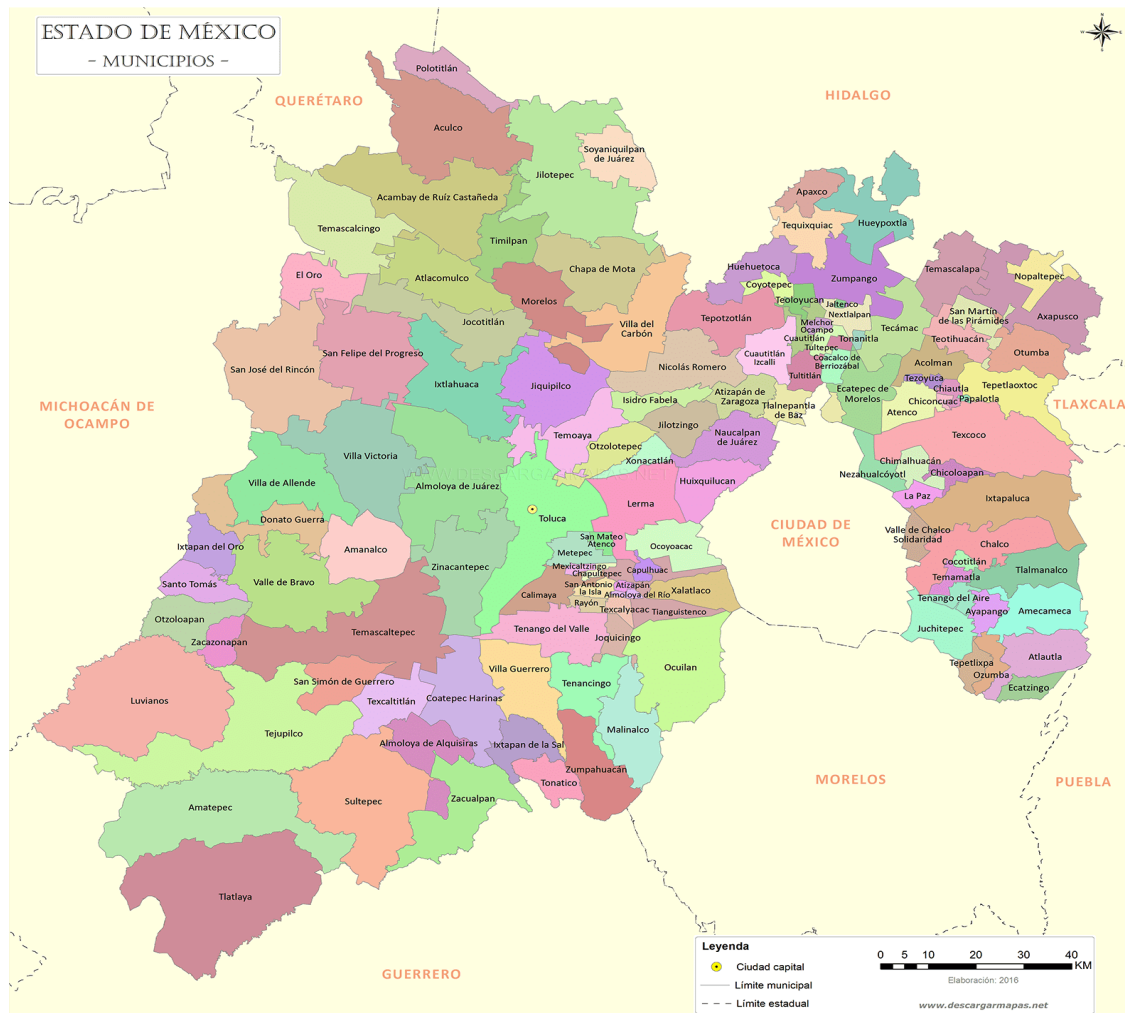 ESTADO DE MÉXICO
- MUNICIPIOS -
N
W
E
S
QUERÉTARO
HIDALGO
MICHOACÁN DE
OCAMPO
TLAXCALA
CIUDAD DE
MÉXICO
MORELOS
PUEBLA
GUERRERO
Polotitlán
Aculco
Soyaniquilpan
de Juárez
Jilotepec
Acambay de Ruíz Castañeda
Temascalcingo
Timilpan
Atlacomulco
Chapa de Mota
El Oro
Morelos
Jocotitlán
Villa del
Carbón
San Felipe del Progreso
San José del Rincón
Ixtlahuaca
Jiquipilco
Nicolás Romero
Tepotzotlán
Isidro Fabela
Atizapán de
Zaragoza
Tlalnepantla
de Baz
Jilotzingo
Naucalpan
de Juárez
Temoaya
Otzolotepec
Xonacatlán
Huixquilucan
Lerma
Villa Victoria
Almoloya de Juárez
Villa de Allende
Donato Guerra
Toluca
Amanalco
Ixtapan del Oro
Zinacantepec
Valle de Bravo
Santo Tomás
Otzoloapan
Zacazonapan
Temascaltepec
San Mateo
Atenco
Metepec
Ocoyoacac
Mexicaltzingo
Chapultepec
Capulhuac
San Antonio
la Isla
Atizapán
Almoloya del Río
Xalatlaco
Calimaya
Rayón
Texcalyacac
Tianguistenco
Tenango del Valle
Joquicingo
Ocuilan
Villa Guerrero
Tenancingo
Malinalco
San Simón de Guerrero
Texcaltitlán
Coatepec Harinas
Luvianos
Tejupilco
Almoloya de Alquisiras
Ixtapan de la Sal
Zumpahuacán
Tonatico
Zacualpan
Sultepec
Amatepec
Tlatlaya
Apaxco
Tequixquiac
Hueypoxtla
Huehuetoca
Zumpango
Coyotepec
Teoloyucan
Jaltenco
Nextlalpan
Melchor
Ocampo
Cuautitlán
Tultepec
Tonanitla
Tecámac
Cuautitlán
Izcalli
Tultitlán
Coacalco de
Berriozábal
Ecatepec de
Morelos
Temascalapa
Nopaltepec
Axapusco
San Martín
de las Pirámides
Teotihuacán
Otumba
Acolman
Tezoyuca
Chiautla
Tepetlaoxtoc
Chiconcuac
Papalotla
Atenco
Texcoco
Chimalhuacán
Chicoloapan
Nezahualcóyotl
La Paz
Ixtapaluca
Valle de Chalco
Solidaridad
Chalco
Cocotitlán
Temamatla
Tlalmanalco
Tenango del Aire
Ayapango
Amecameca
Juchitepec
Atlautla
Tepetlixpa
Ozumba
Ecatzingo
Leyenda
Ciudad capital
Límite municipal
Límite estadual
0 5 10 20 30 40
KM
Elaboración: 2016
www.descargarmapas.net